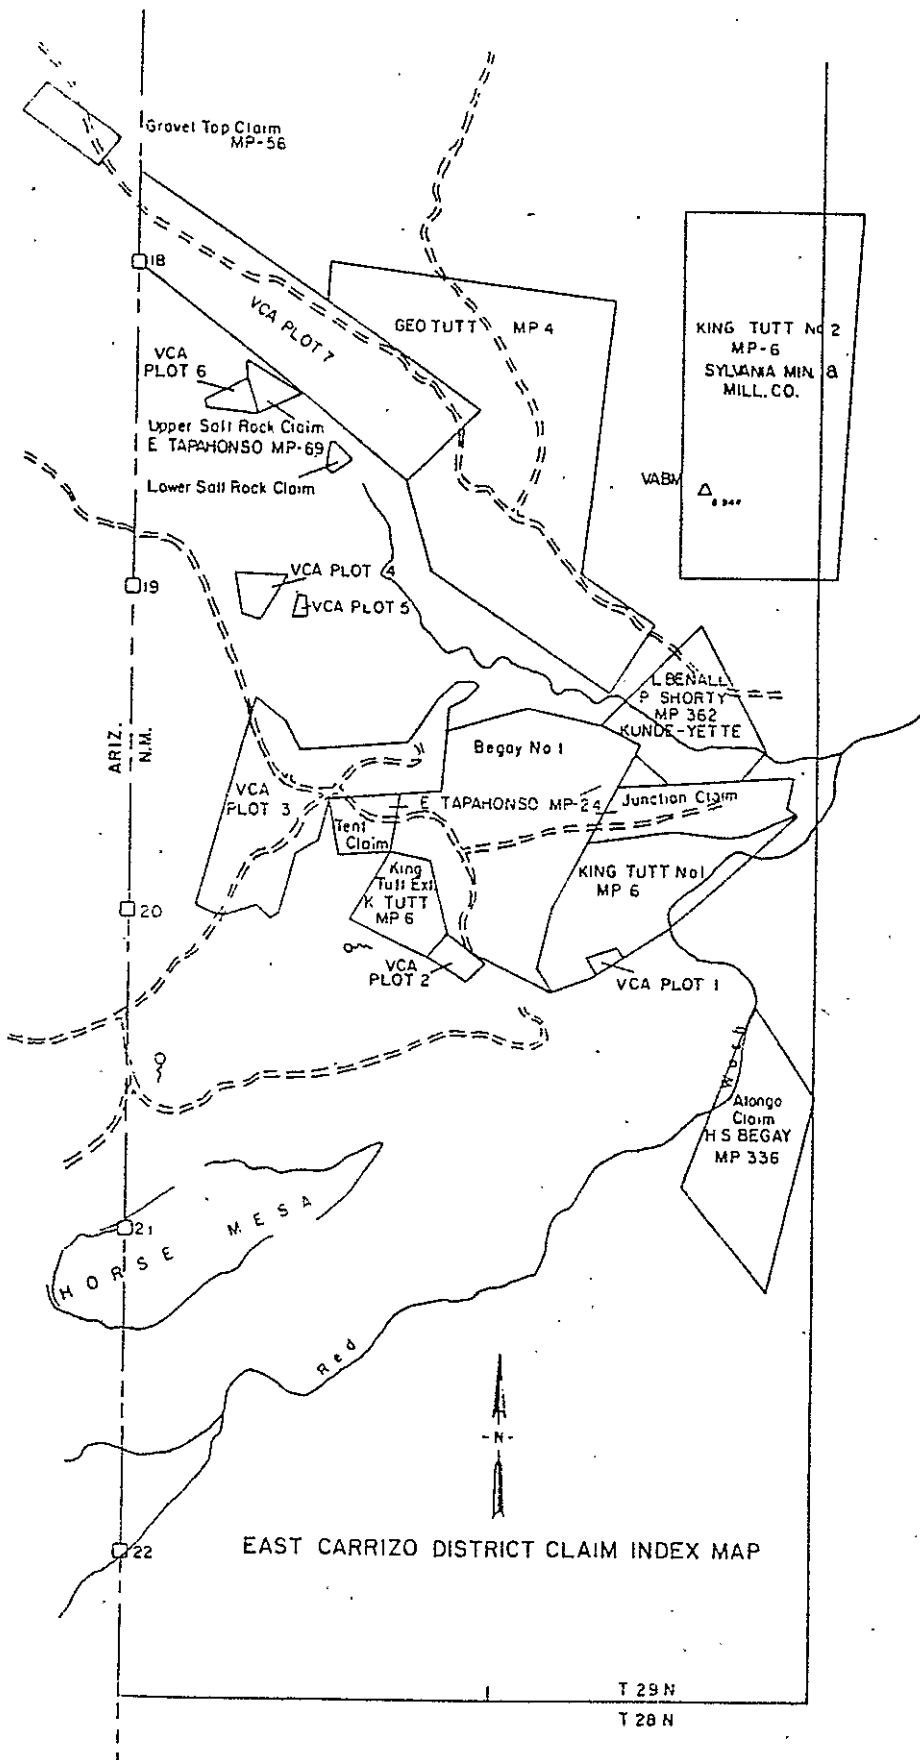 Gravel Top Claim
MP-56
18
VCA PLOT 7
GEO TUTT MP 4
KING TUTT No 2
MP-6
SYLVANIA MIN. &
MILL. CO.
VCA
PLOT 6
Upper Salt Rock Claim
E TAPAHONSO MP-69
Lower Salt Rock Claim
VABM
19
VCA PLOT 4
VCA PLOT 5
L BENALL
P SHORTY
MP 362
KUNDE-YETTE
ARIZ.
N.M.
Begay No 1
VCA
PLOT 3
E TAPAHONSO MP-24
Junction Claim
Tent
Claim
King
Tutt Ext
K TUTT
MP 6
KING TUTT No 1
MP 6
20
VCA
PLOT 2
VCA PLOT 1
Wash
Alongo
Claim
H S BEGAY
MP 336
21
HORSE MESA
Red
-N-
22
EAST CARRIZO DISTRICT CLAIM INDEX MAP
T 29 N
T 28 N